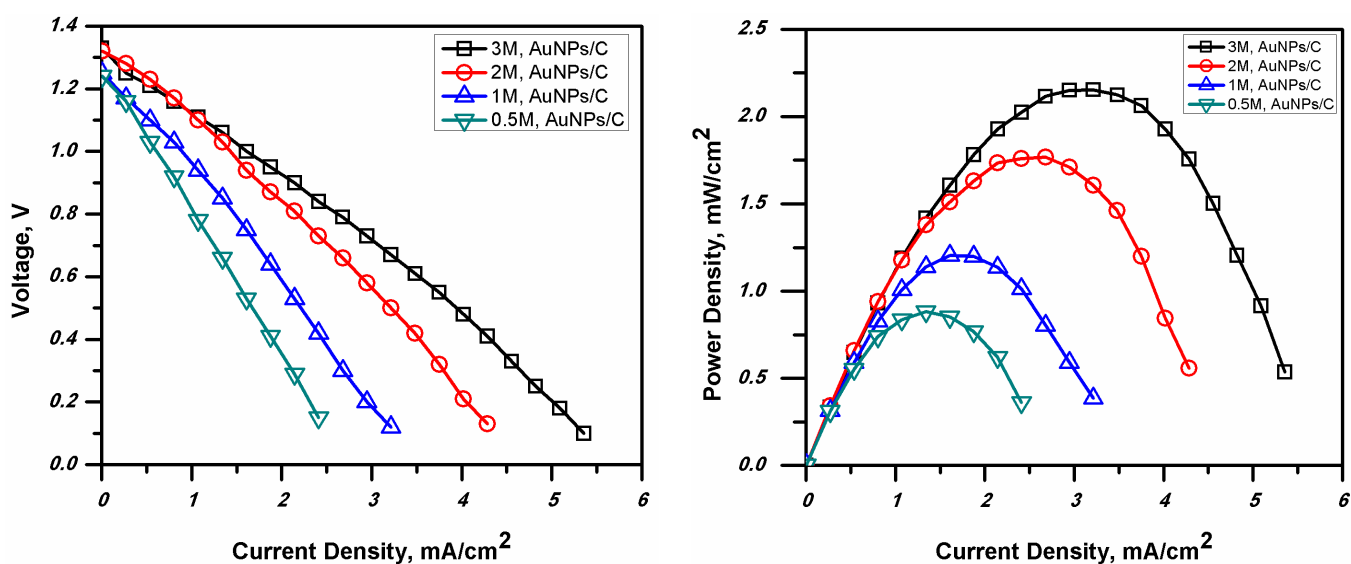 1.4
1.2
1.0
0.8
0.6
0.4
0.2
0.0
Voltage, V
0
1
2
3
4
5
6
Current Density, mA/cm²
3M, AuNPs/C
2M, AuNPs/C
1M, AuNPs/C
0.5M, AuNPs/C
2.5
2.0
1.5
1.0
0.5
0.0
Power Density, mW/cm²
0
1
2
3
4
5
6
Current Density, mA/cm²
3M, AuNPs/C
2M, AuNPs/C
1M, AuNPs/C
0.5M, AuNPs/C